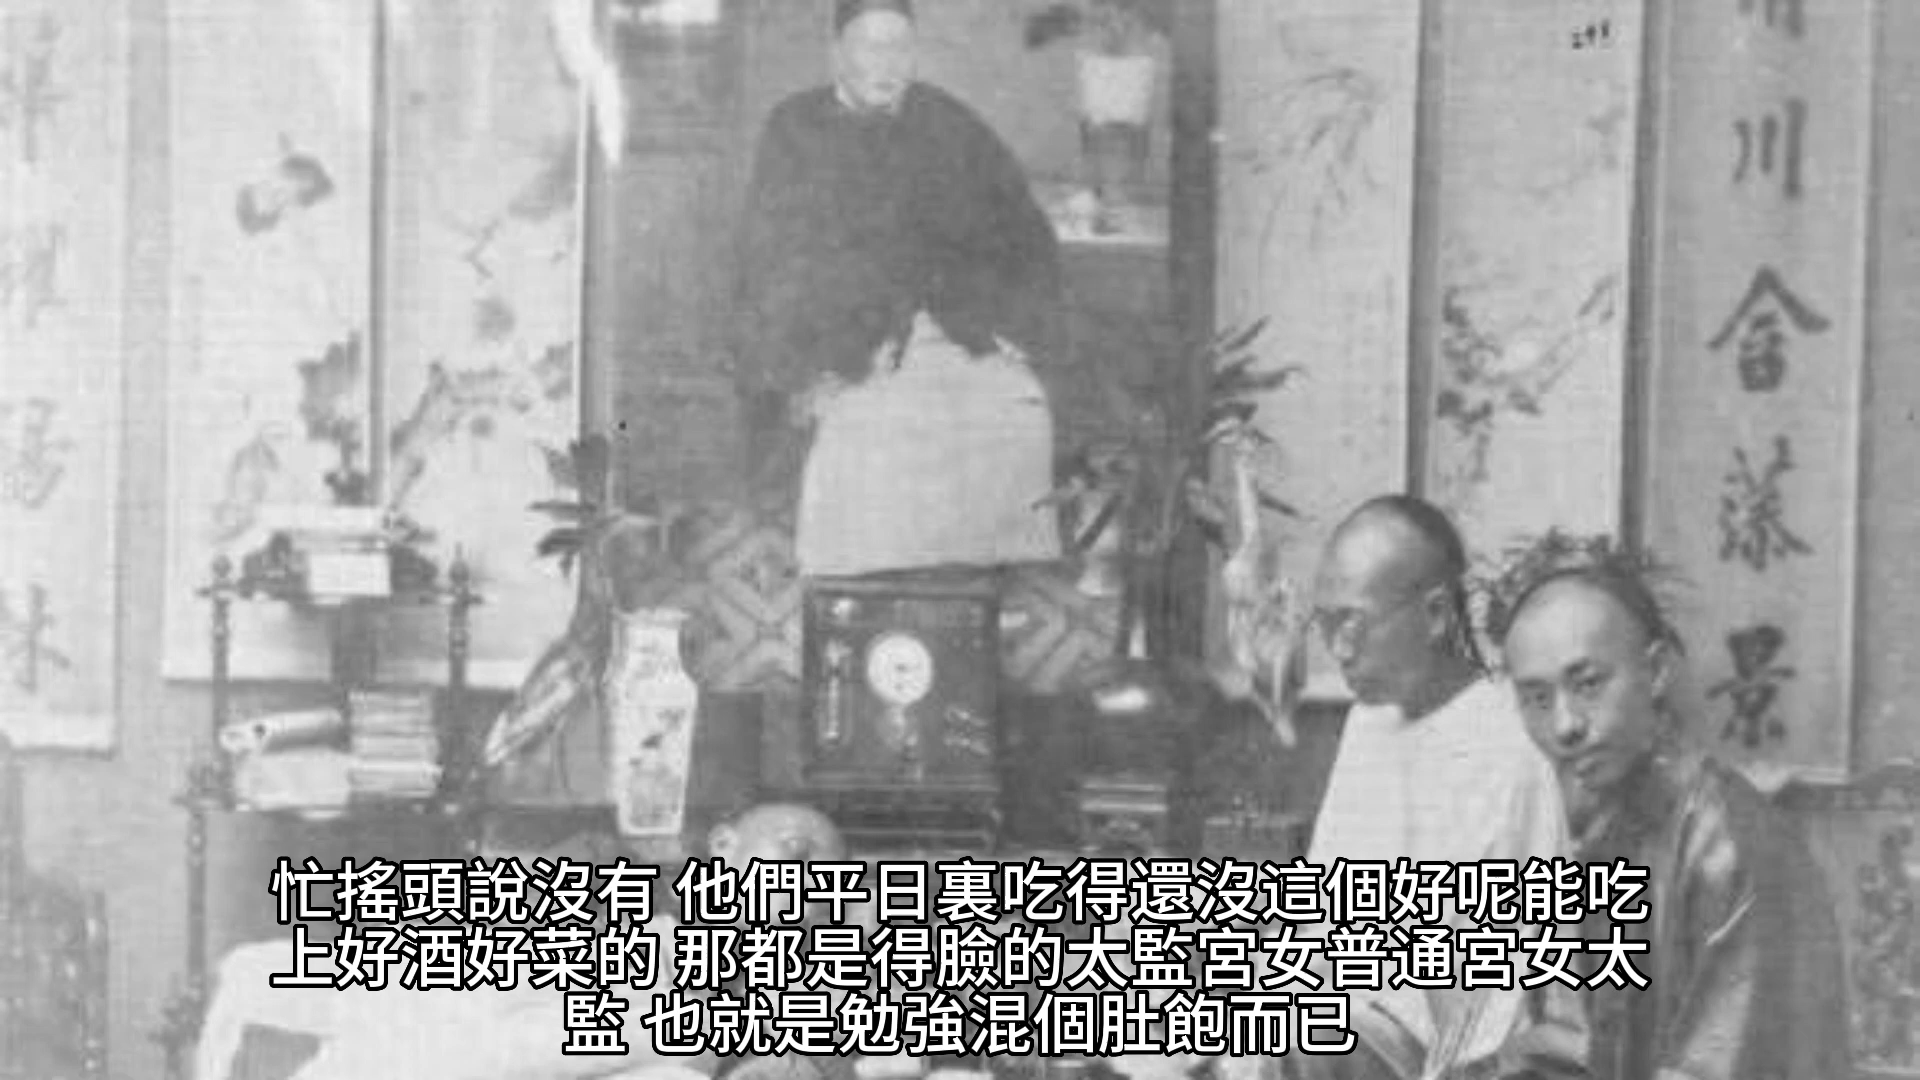 川
會
添
景
忙搖頭說沒有 他們平日裏吃得還沒這個好呢能吃
上好酒好菜的 那都是得臉的太監宮女普通宮女太
監 也就是勉強混個肚飽而已